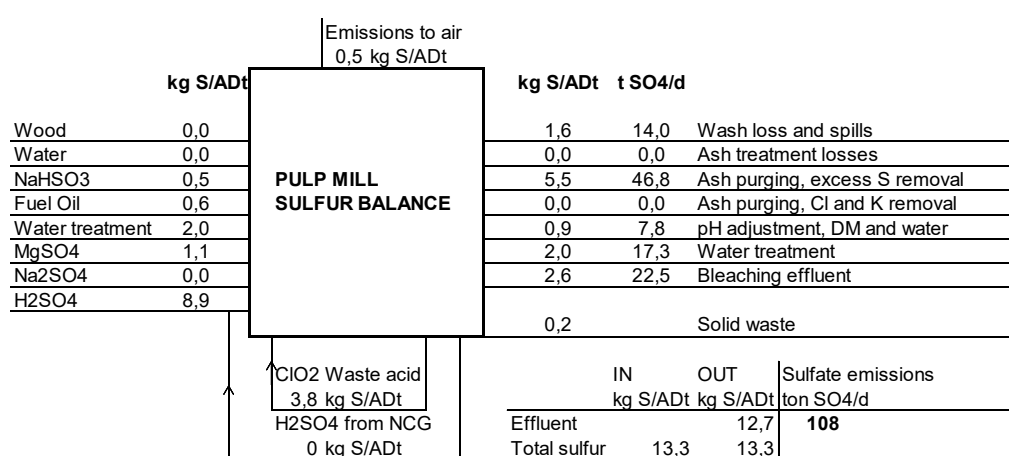 Emissions to air
0,5 kg S/ADt
kg S/ADt kg S/ADt t SO4/d
Wood 0,0 1,6 14,0 Wash loss and spills
Water 0,0 0,0 0,0 Ash treatment losses
NaHSO3 0,5 PULP MILL 5,5 46,8 Ash purging, excess S removal
Fuel Oil 0,6 SULFUR BALANCE 0,0 0,0 Ash purging, Cl and K removal
Water treatment 2,0 0,9 7,8 pH adjustment, DM and water
MgSO4 1,1 2,0 17,3 Water treatment
Na2SO4 0,0 2,6 22,5 Bleaching effluent
H2SO4 8,9
0,2 Solid waste
ClO2 Waste acid IN OUT Sulfate emissions
3,8 kg S/ADt kg S/ADt kg S/ADt ton SO4/d
H2SO4 from NCG Effluent 12,7 108
0 kg S/ADt Total sulfur 13,3 13,3